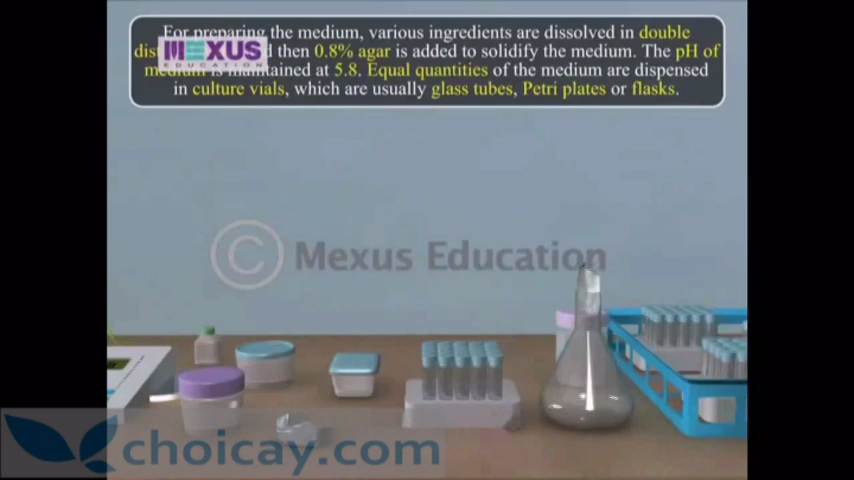 For preparing the medium, various ingredients are dissolved in double
then 0.8% agar is added to solidify the medium. The pH of
is maintained at 5.8. Equal quantities of the medium are dispensed
in culture vials, which are usually glass tubes, Petri plates or flasks.
MEXUS
EDUCATION
© Mexus Education
choicay.com